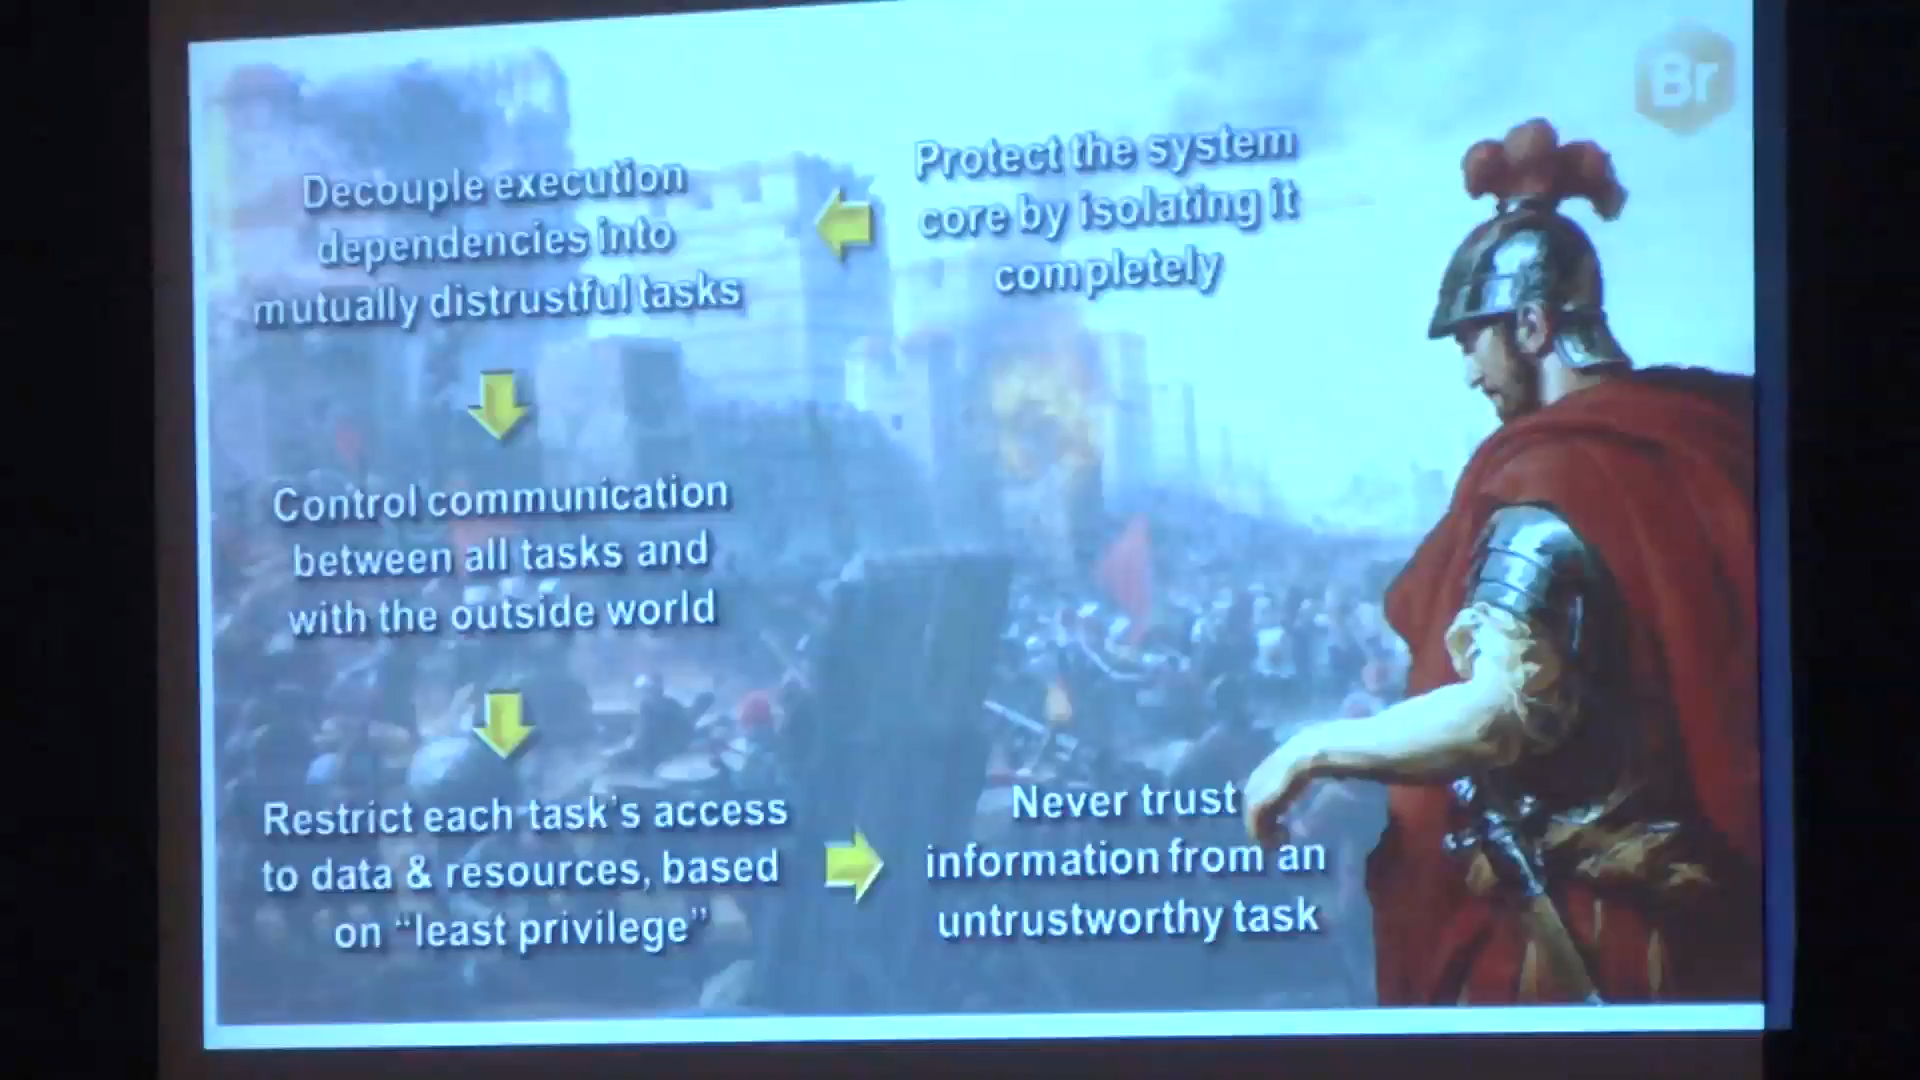 Br
Protect the system
core by isolating it
completely
Decouple execution
dependencies into
mutually distrustful tasks
Control communication
between all tasks and
with the outside world
Restrict each task's access
to data & resources, based
on “least privilege”
Never trust
information from an
untrustworthy task